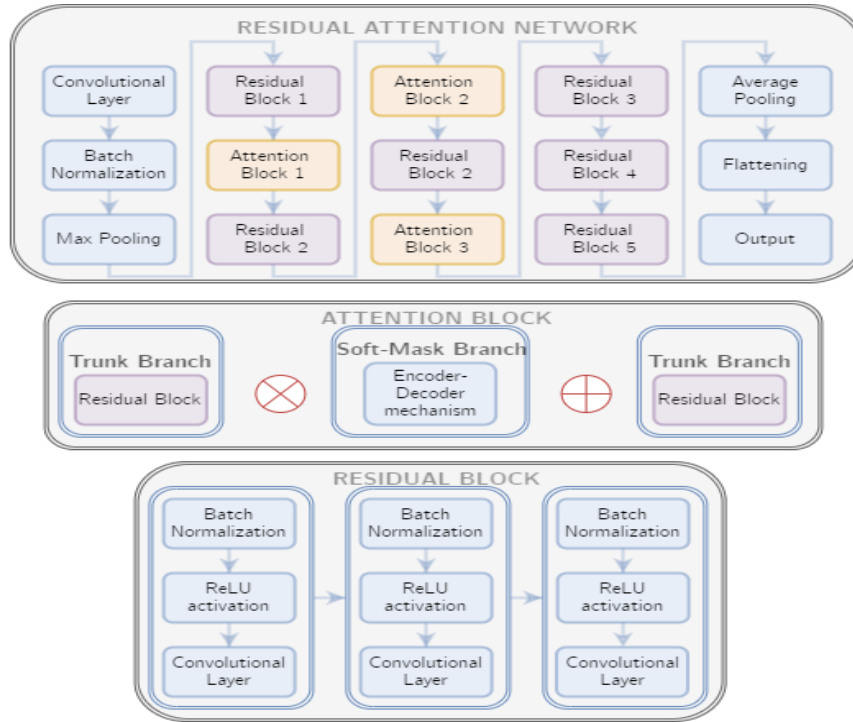 RESIDUAL ATTENTION NETWORK
Convolutional
Layer
Batch
Normalization
Max Pooling
Residual
Block 1
Attention
Block 1
Residual
Block 2
Attention
Block 2
Residual
Block 2
Attention
Block 3
Residual
Block 3
Residual
Block 4
Residual
Block 5
Average
Pooling
Flattening
Output
ATTENTION BLOCK
Trunk Branch
Residual Block
Soft-Mask Branch
Encoder-
Decoder
mechanism
Trunk Branch
Residual Block
RESIDUAL BLOCK
Batch
Normalization
ReLU
activation
Convolutional
Layer
Batch
Normalization
ReLU
activation
Convolutional
Layer
Batch
Normalization
ReLU
activation
Convolutional
Layer